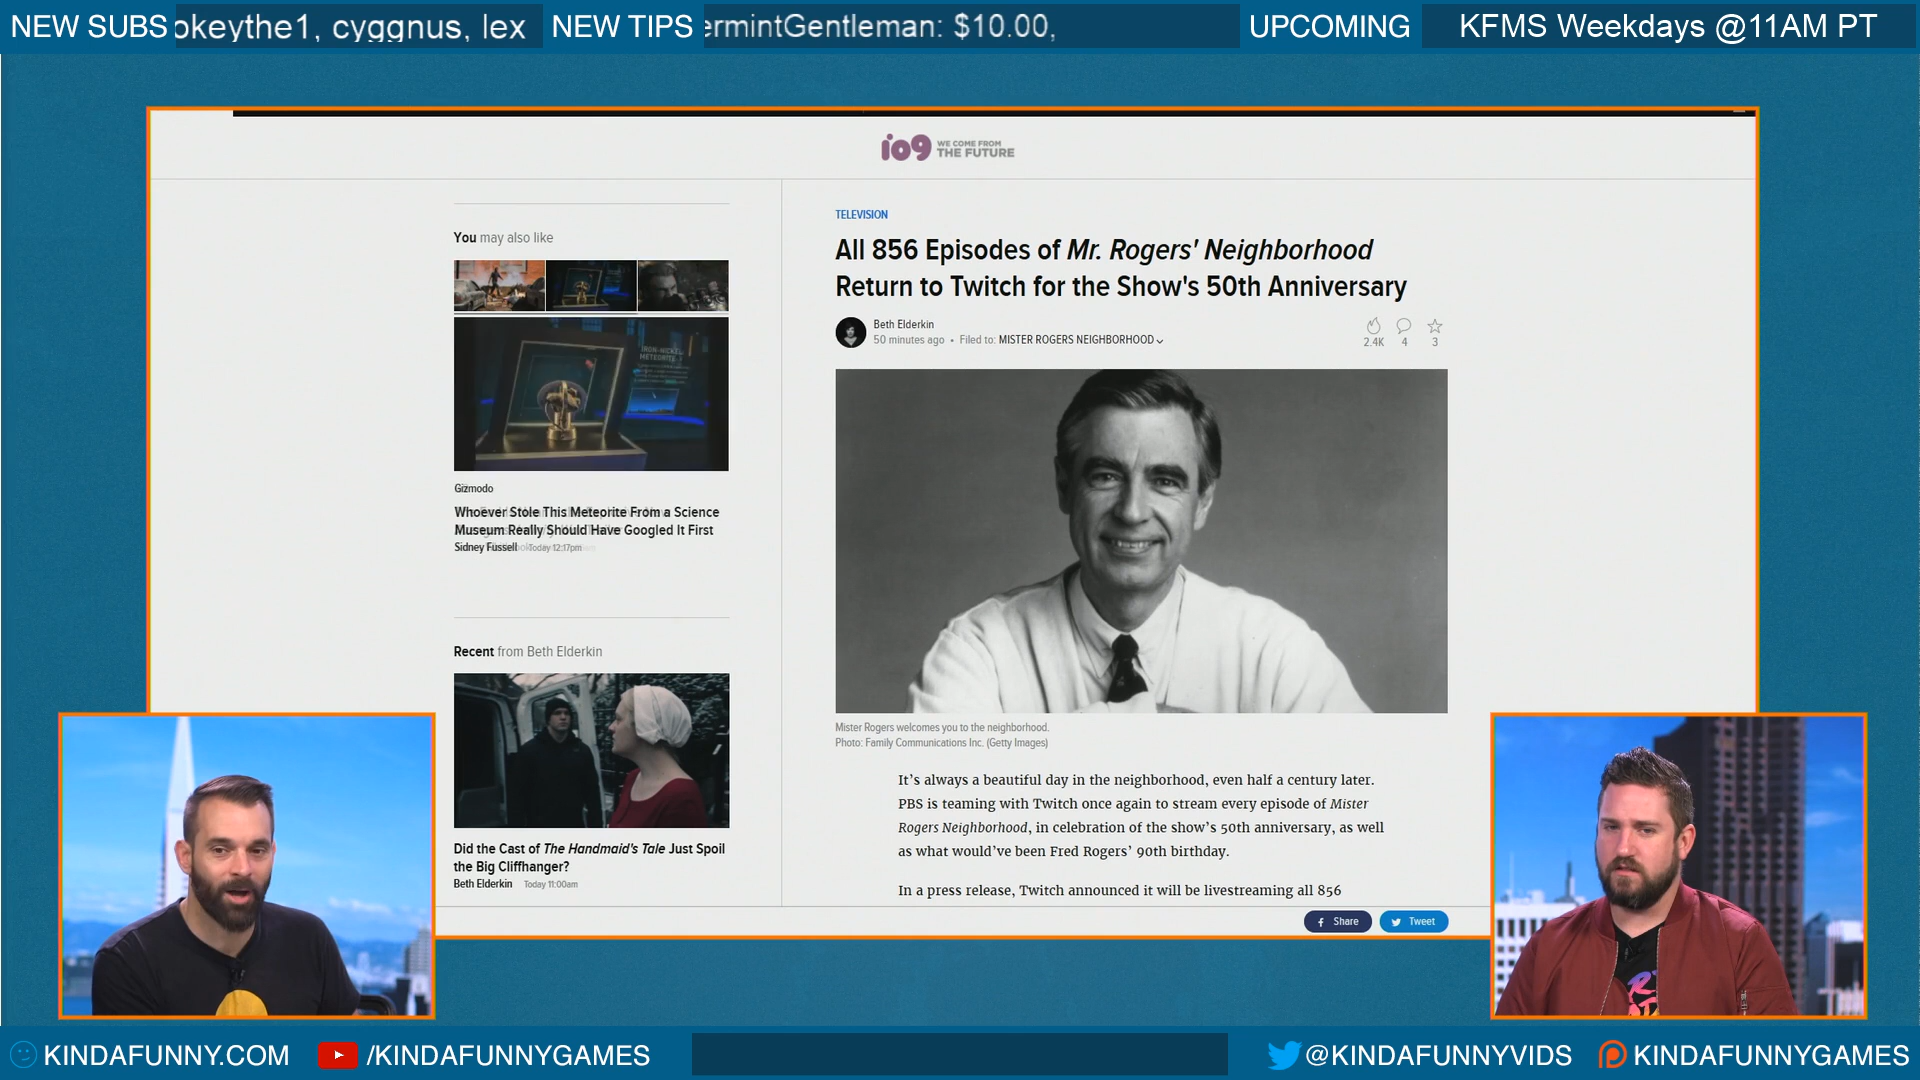 NEW SUBS
okeythe1, cyggnus, lex
NEW TIPS
ermintGentleman: $10.00,
UPCOMING
KFMS Weekdays @11AM PT
io9 WE COME FROM
THE FUTURE
You may also like
IRON-NICKEL
METEORITE
Gizmodo
Whoever Stole This Meteorite From a Science
Museum Really Should Have Googled It First
Sidney Fussell Today 12:17pm
Recent from Beth Elderkin
Did the Cast of The Handmaid's Tale Just Spoil
the Big Cliffhanger?
Beth Elderkin Today 11:00am
TELEVISION
All 856 Episodes of Mr. Rogers' Neighborhood
Return to Twitch for the Show's 50th Anniversary
Beth Elderkin
50 minutes ago • Filed to: MISTER ROGERS NEIGHBORHOOD
2.4K 4 3
Mister Rogers welcomes you to the neighborhood.
Photo: Family Communications Inc. (Getty Images)
It's always a beautiful day in the neighborhood, even half a century later.
PBS is teaming with Twitch once again to stream every episode of Mister
Rogers Neighborhood, in celebration of the show's 50th anniversary, as well
as what would've been Fred Rogers' 90th birthday.
In a press release, Twitch announced it will be livestreaming all 856
Share
Tweet
KINDAFUNNY.COM
/KINDAFUNNYGAMES
@KINDAFUNNYVIDS
KINDAFUNNYGAMES